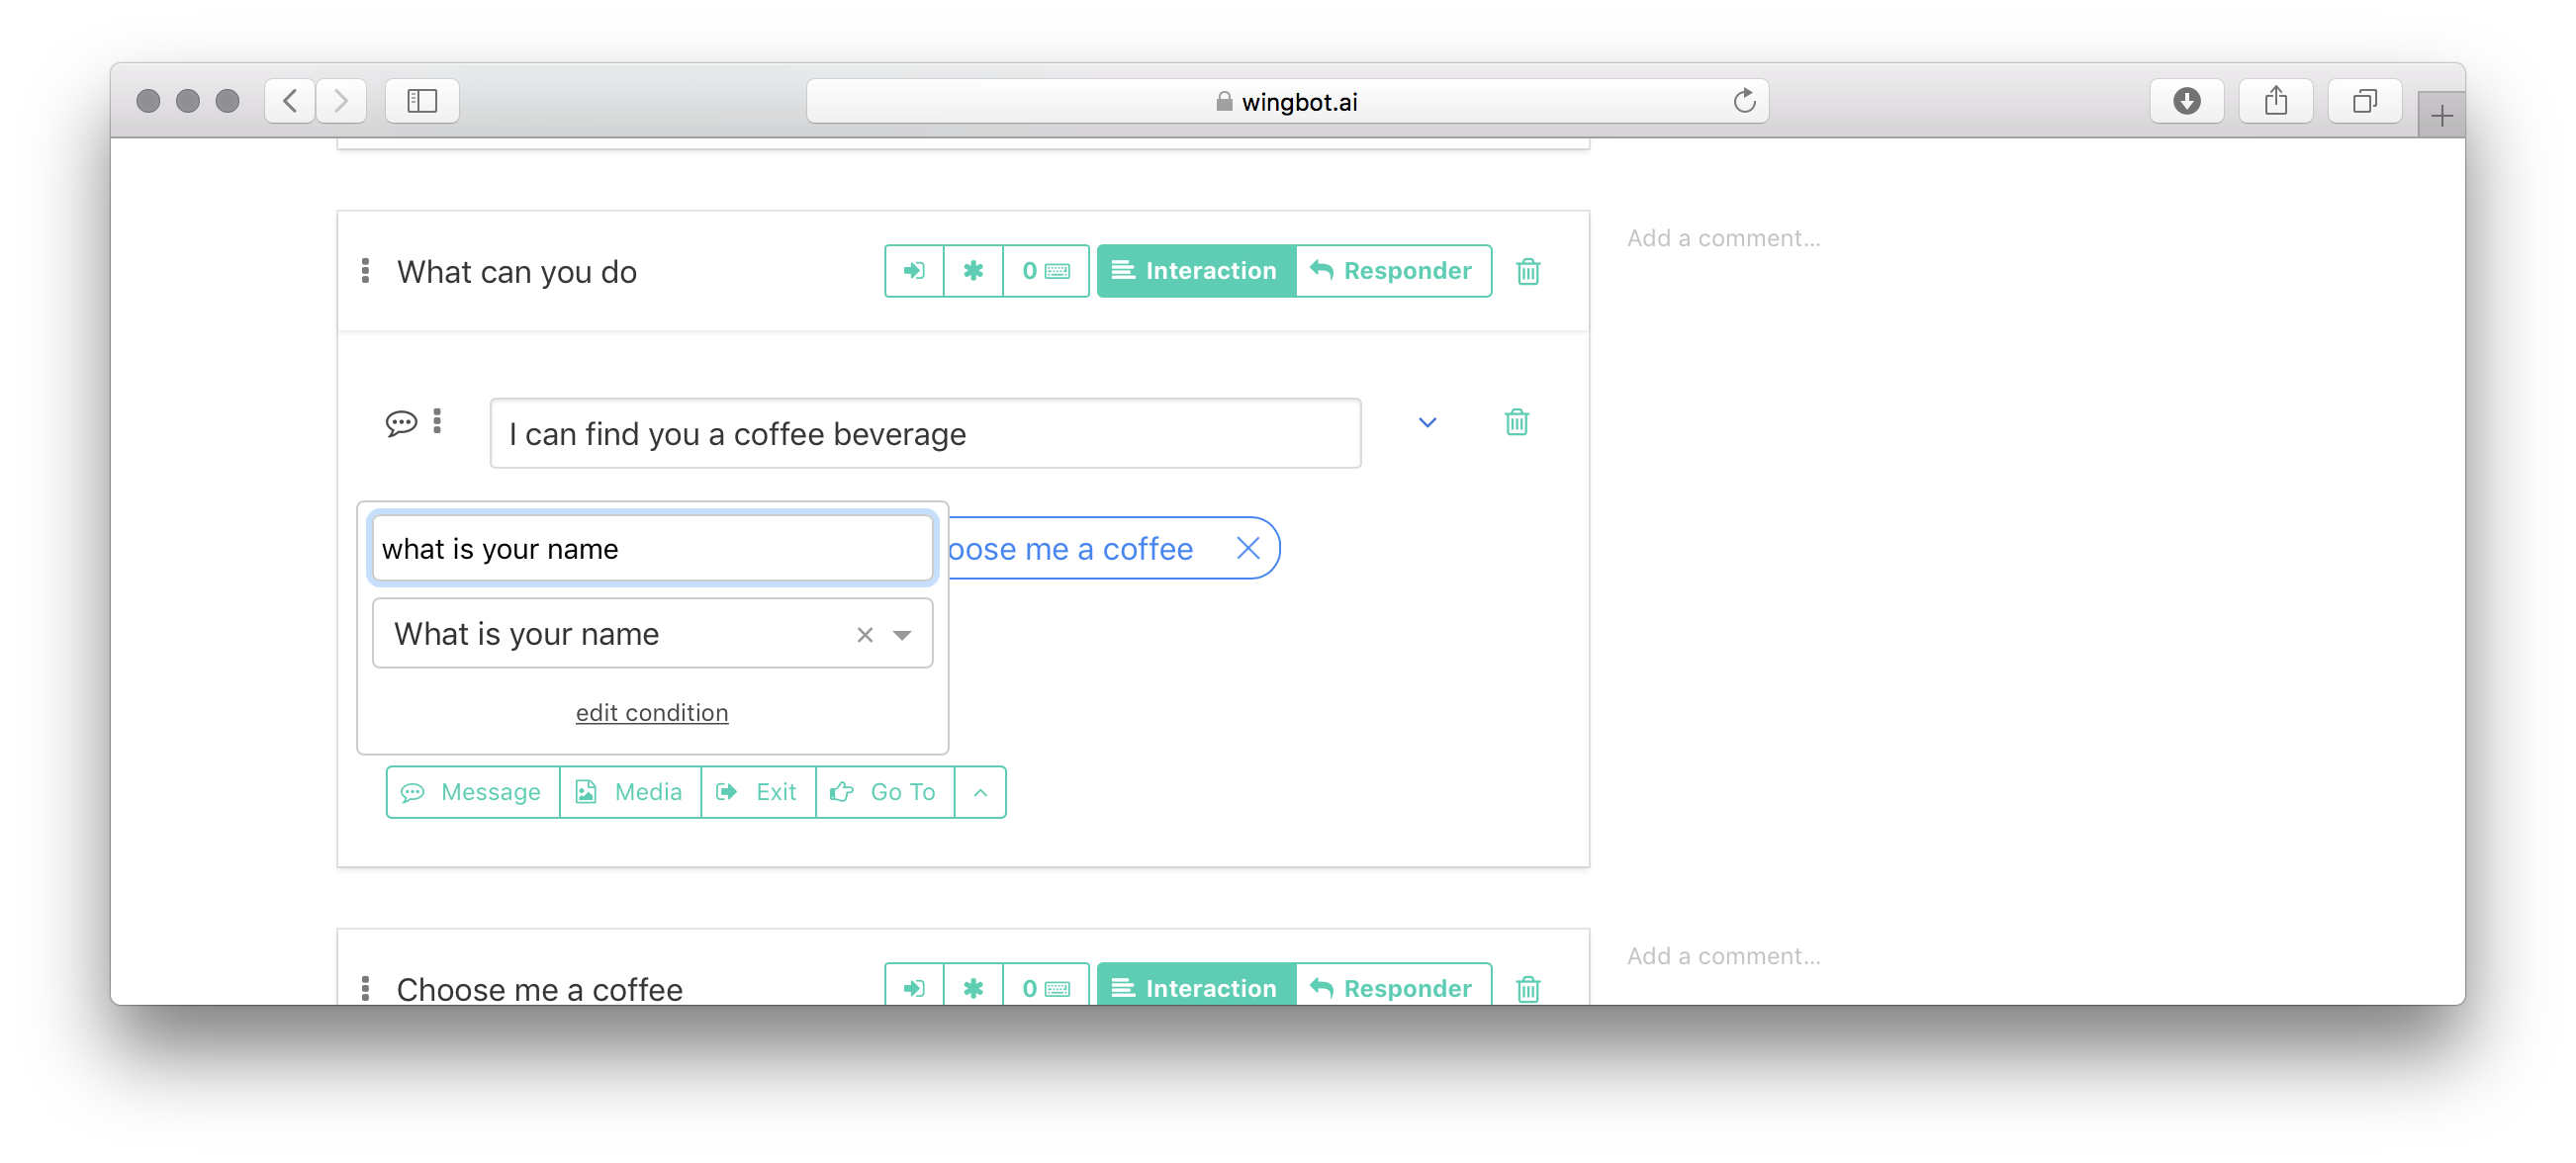 wingbot.ai
What can you do
0
Interaction
Responder
Add a comment...
I can find you a coffee beverage
what is your name
oose me a coffee
What is your name
edit condition
Message
Media
Exit
Go To
Choose me a coffee
0
Interaction
Responder
Add a comment...